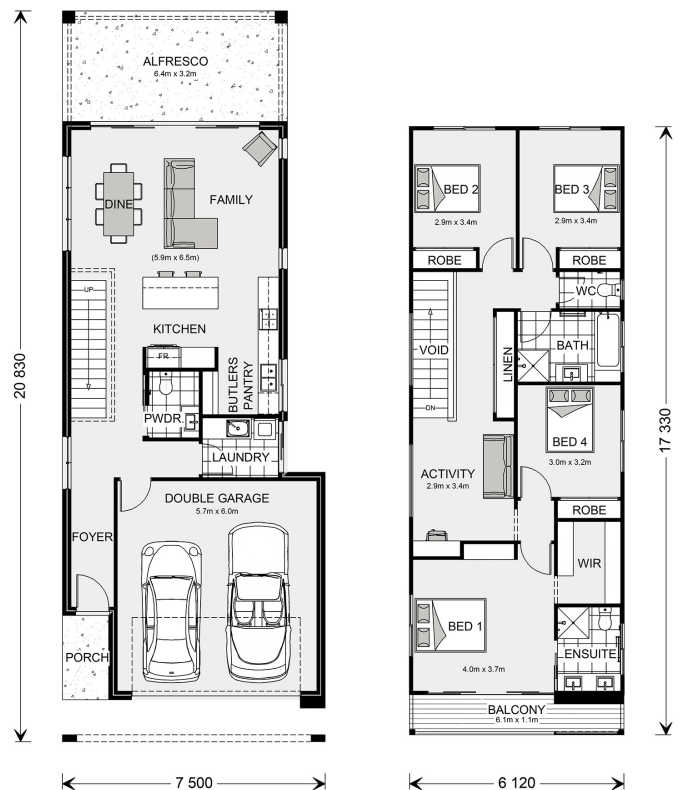 ALFRESCO
6.4m x 3.2m
DINE
FAMILY
(5.9m x 6.5m)
UP
KITCHEN
FR
BUTLERS
PANTRY
PWDR.
LAUNDRY
DOUBLE GARAGE
5.7m x 6.0m
FOYER
PORCH
20 830
7 500
BED 2
2.9m x 3.4m
BED 3
2.9m x 3.4m
ROBE
ROBE
WC
VOID
LINEN
BATH
DN
BED 4
3.0m x 3.2m
ACTIVITY
2.9m x 3.4m
ROBE
WIR
BED 1
4.0m x 3.7m
ENSUITE
BALCONY
6.1m x 1.1m
17 330
6 120